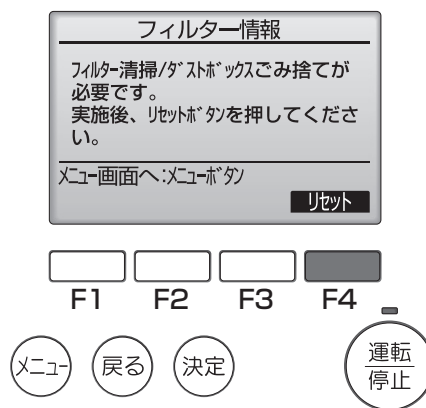 フィルター情報
フィルター清掃/ダストボックスごみ捨てが
必要です。
実施後、リセットボタンを押してくださ
い。
メニュー画面へ:メニューボタン
リセット
F1 F2 F3 F4
メニュー 戻る 決定 運転
停止